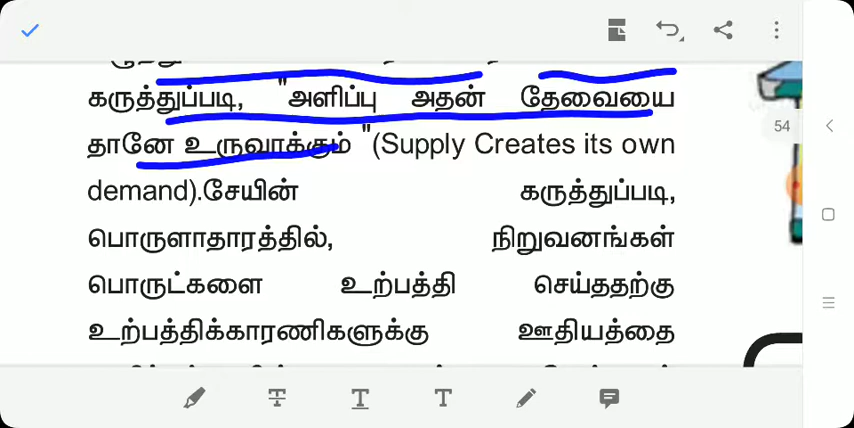 கருத்துப்படி, "அளிப்பு அதன் தேவையை
தானே உருவாக்கும் "(Supply Creates its own
demand).சேயின் கருத்துப்படி,
பொருளாதாரத்தில், நிறுவனங்கள்
பொருட்களை உற்பத்தி செய்ததற்கு
உற்பத்திக்காரணிகளுக்கு ஊதியத்தை
54